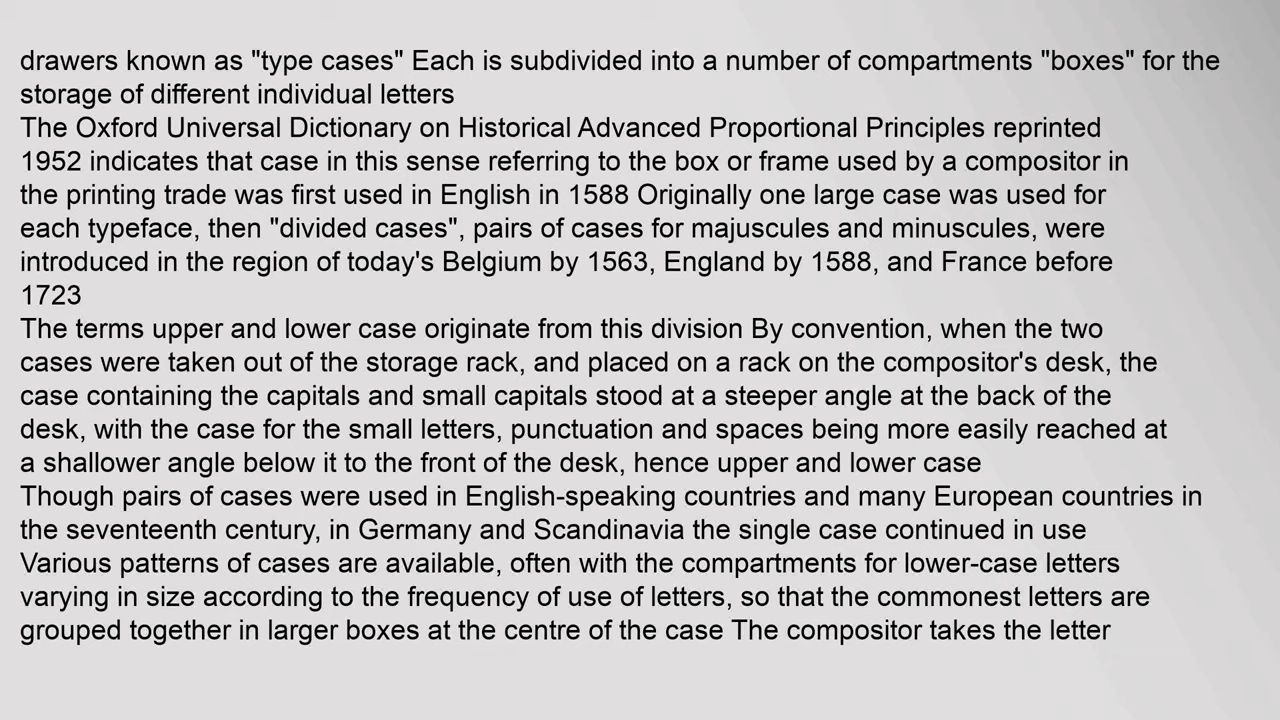 drawers known as "type cases" Each is subdivided into a number of compartments "boxes" for the
storage of different individual letters
The Oxford Universal Dictionary on Historical Advanced Proportional Principles reprinted
1952 indicates that case in this sense referring to the box or frame used by a compositor in
the printing trade was first used in English in 1588 Originally one large case was used for
each typeface, then "divided cases", pairs of cases for majuscules and minuscules, were
introduced in the region of today's Belgium by 1563, England by 1588, and France before
1723
The terms upper and lower case originate from this division By convention, when the two
cases were taken out of the storage rack, and placed on a rack on the compositor's desk, the
case containing the capitals and small capitals stood at a steeper angle at the back of the
desk, with the case for the small letters, punctuation and spaces being more easily reached at
a shallower angle below it to the front of the desk, hence upper and lower case
Though pairs of cases were used in English-speaking countries and many European countries in
the seventeenth century, in Germany and Scandinavia the single case continued in use
Various patterns of cases are available, often with the compartments for lower-case letters
varying in size according to the frequency of use of letters, so that the commonest letters are
grouped together in larger boxes at the centre of the case The compositor takes the letter